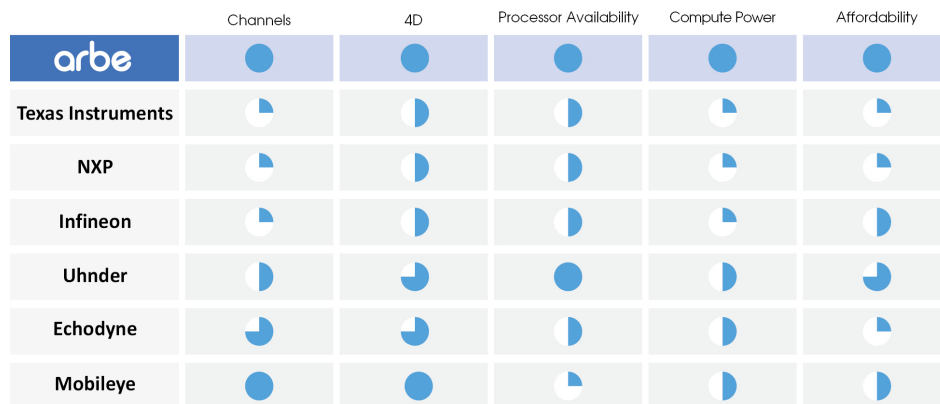 Channels 4D Processor Availability Compute Power Affordability
arbe
Texas Instruments
NXP
Infineon
Uhnder
Echodyne
Mobileye